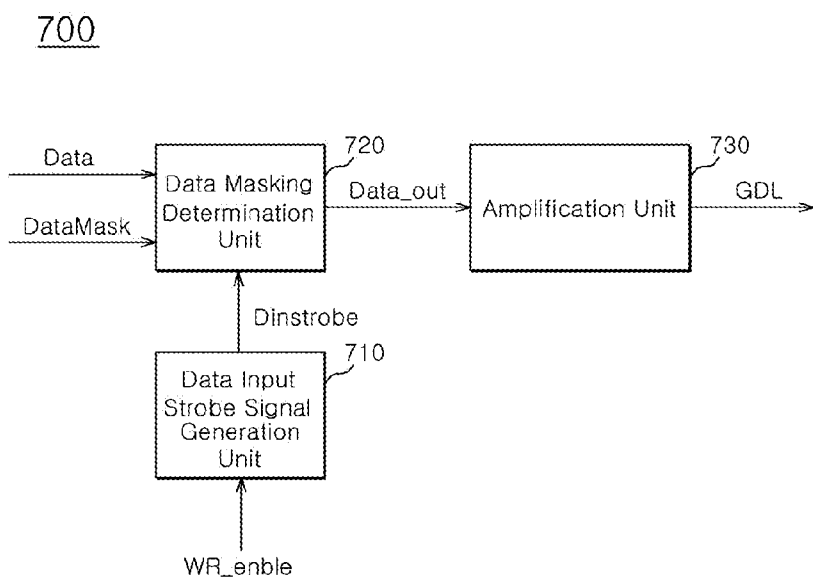 700
Data
DataMask
720
Data Masking
Determination
Unit
Data_out
730
Amplification Unit
GDL
Dinstrobe
710
Data Input
Strobe Signal
Generation
Unit
WR_enble